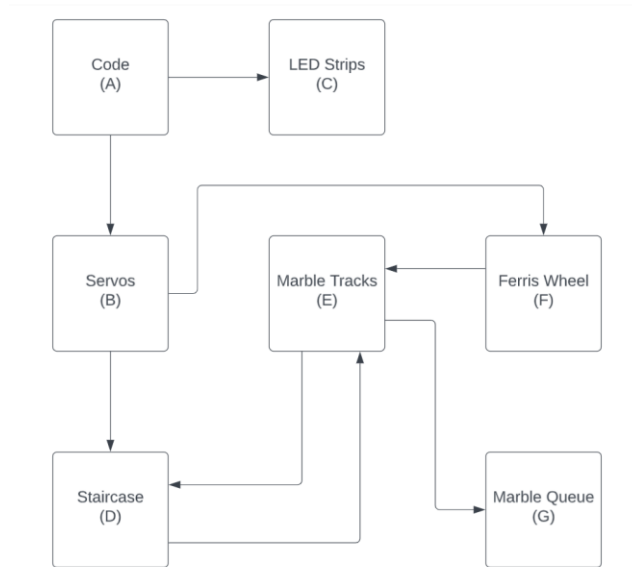 Code
(A)
LED Strips
(C)
Servos
(B)
Marble Tracks
(E)
Ferris Wheel
(F)
Staircase
(D)
Marble Queue
(G)